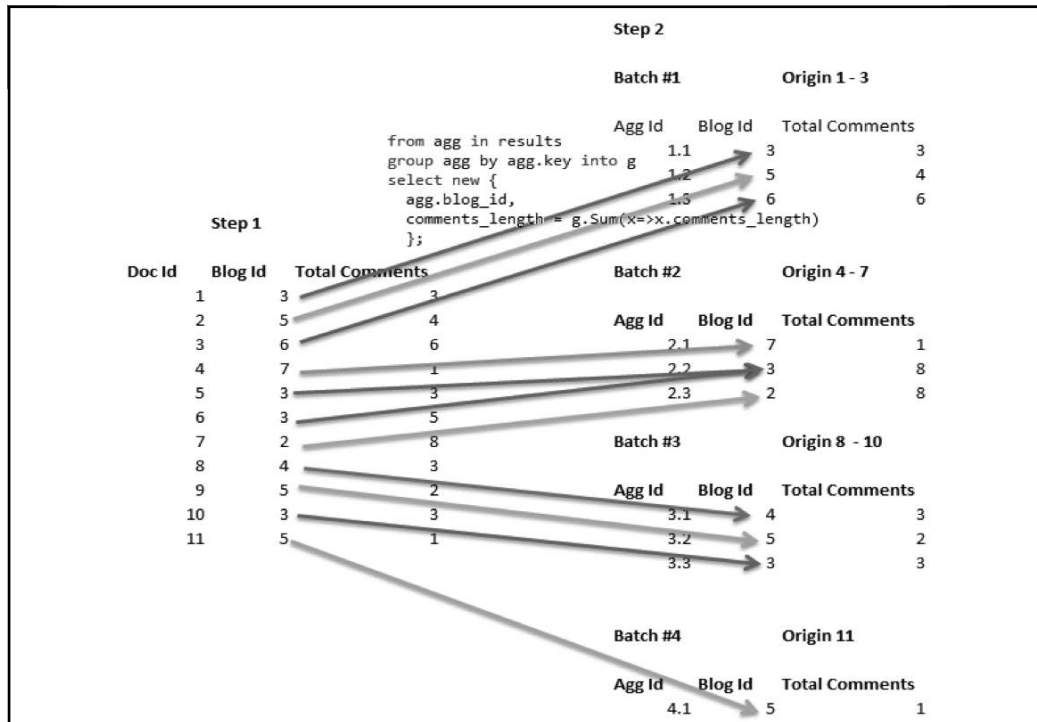 from agg in results
group agg by agg.key into g
select new {
agg.blog_id,
comments_length = g.Sum(x=>x.comments_length)
};
Step 1
Doc Id Blog Id Total Comments
1 3 3
2 5 4
3 6 6
4 7 1
5 3 3
6 3 5
7 2 8
8 4 3
9 5 2
10 3 3
11 5 1
Step 2
Batch #1 Origin 1 - 3
Agg Id Blog Id Total Comments
1.1 3 3
1.2 5 4
1.3 6 6
Batch #2 Origin 4 - 7
Agg Id Blog Id Total Comments
2.1 7 1
2.2 3 8
2.3 2 8
Batch #3 Origin 8 - 10
Agg Id Blog Id Total Comments
3.1 4 3
3.2 5 2
3.3 3 3
Batch #4 Origin 11
Agg Id Blog Id Total Comments
4.1 5 1